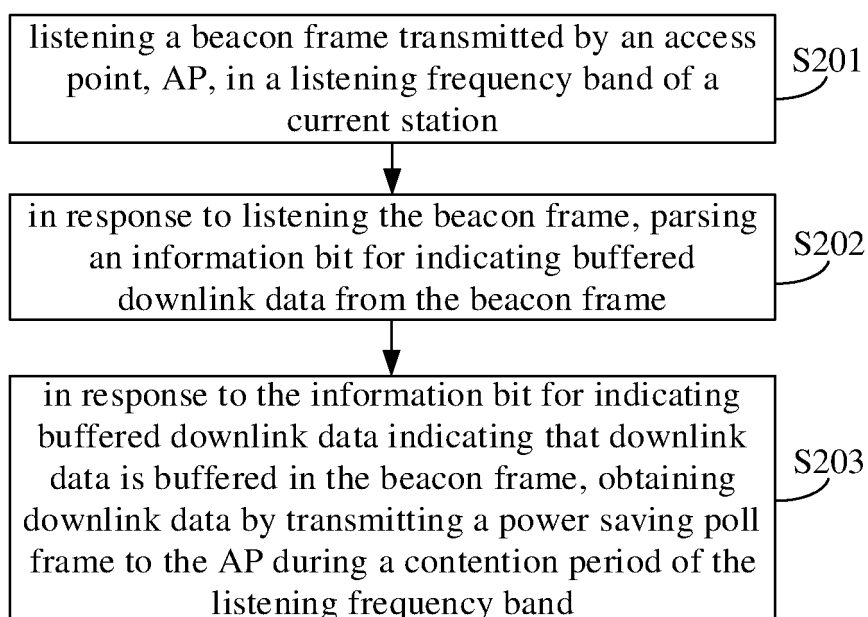 listening a beacon frame transmitted by an access
point, AP, in a listening frequency band of a
current station
S201
in response to listening the beacon frame, parsing
an information bit for indicating buffered
downlink data from the beacon frame
S202
in response to the information bit for indicating
buffered downlink data indicating that downlink
data is buffered in the beacon frame, obtaining
downlink data by transmitting a power saving poll
frame to the AP during a contention period of the
listening frequency band
S203